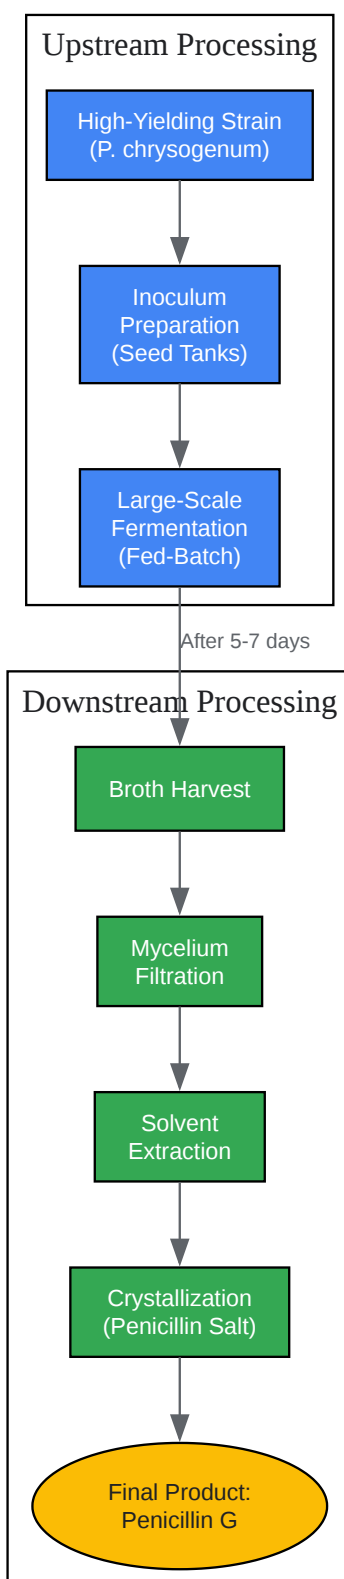 Upstream Processing
High-Yielding Strain
(P. chrysogenum)
Inoculum
Preparation
(Seed Tanks)
Large-Scale
Fermentation
(Fed-Batch)
After 5-7 days
Downstream Processing
Broth Harvest
Mycelium
Filtration
Solvent
Extraction
Crystallization
(Penicillin Salt)
Final Product:
Penicillin G